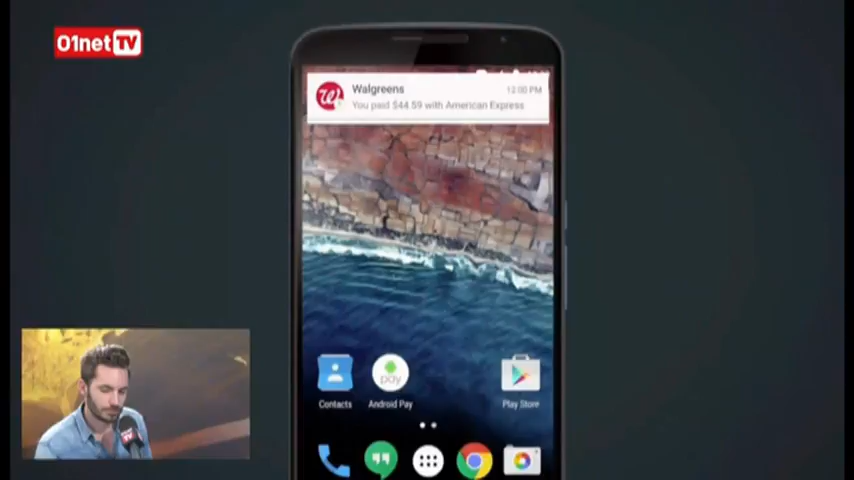 01net TV
Walgreens
12:00 PM
You paid $44.59 with American Express
pay
Contacts
Android Pay
Play Store